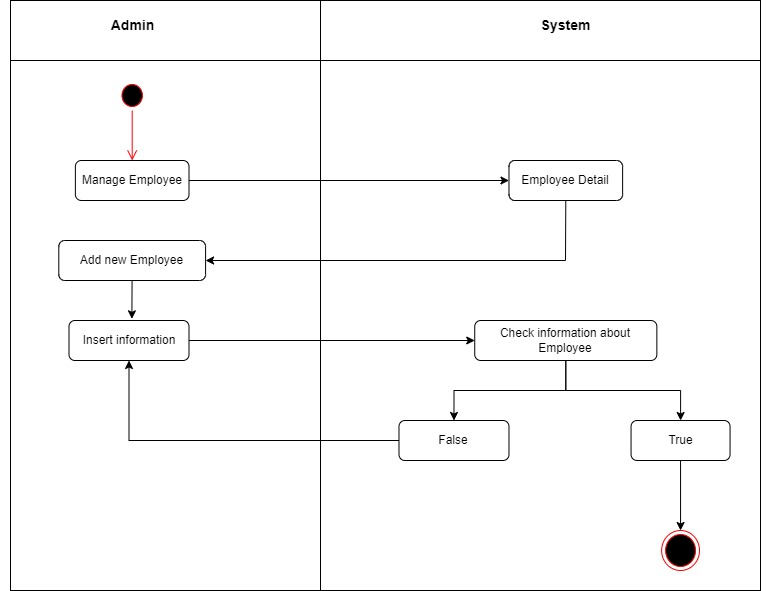 Admin
System
Manage Employee
Employee Detail
Add new Employee
Insert information
Check information about
Employee
False
True